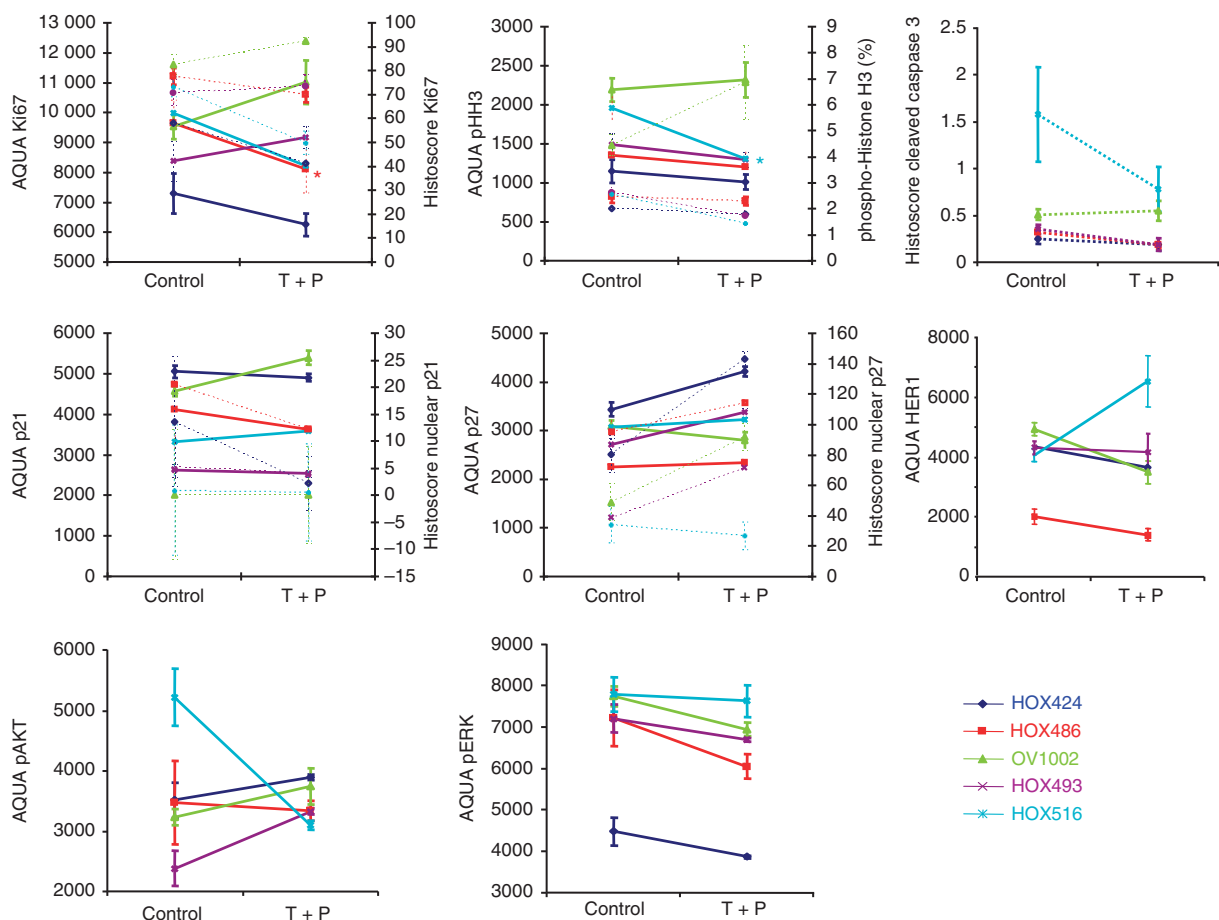 AQUA Ki67
13 000
12 000
11 000
10 000
9000
8000
7000
6000
5000
100
90
80
70
60
50
40
30
20
10
0
Histoscore Ki67
*
Control
T + P
AQUA pHH3
3000
2500
2000
1500
1000
500
0
9
8
7
6
5
4
3
2
1
0
phospho-Histone H3 (%)
*
Control
T + P
Histoscore cleaved caspase 3
2.5
2
1.5
1
0.5
0
Control
T + P
AQUA p21
6000
5000
4000
3000
2000
1000
0
30
25
20
15
10
5
0
−5
−10
−15
Histoscore nuclear p21
Control
T + P
AQUA p27
5000
4000
3000
2000
1000
0
160
140
120
100
80
60
40
20
0
Histoscore nuclear p27
Control
T + P
AQUA HER1
8000
6000
4000
2000
0
Control
T + P
AQUA pAKT
6000
5000
4000
3000
2000
Control
T + P
AQUA pERK
9000
8000
7000
6000
5000
4000
3000
Control
T + P
HOX424
HOX486
OV1002
HOX493
HOX516